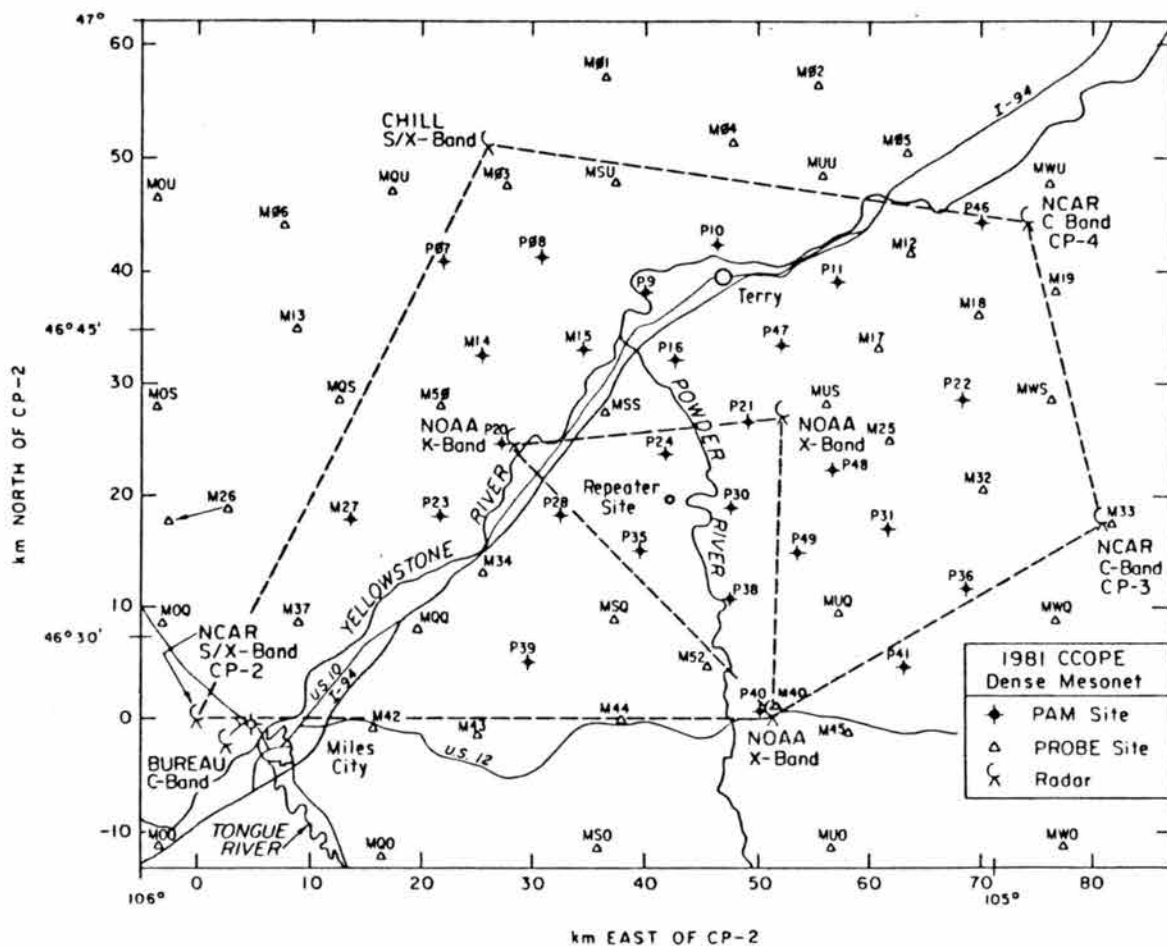 47°
60
50
40
46°45'
30
20
10
46°30'
0
-10
km NORTH OF CP-2
0
10
20
30
40
50
60
70
80
106°
105°
km EAST OF CP-2
MØ1
MØ2
I-94
CHILL
S/X-Band
MØ4
MØ5
MOU
MQU
MØ3
MSU
MUU
MWU
MØ6
P46
NCAR
C Band
CP-4
PØ7
PØ8
P10
M12
P9
Terry
P11
M19
M13
M14
M15
P16
P47
M17
M18
MOS
MQS
M5Ø
MSS
POWDER
RIVER
MUS
P22
MWS
NOAA
K-Band
P20
P21
NOAA
X-Band
M25
P24
P48
M26
M27
P23
YELLOWSTONE
RIVER
P28
Repeater
Site
P30
M32
P35
P49
P31
M33
NCAR
C-Band
CP-3
M34
P38
P36
MOQ
M37
MQQ
MSQ
MUQ
MWQ
NCAR
S/X-Band
CP-2
U.S. 10
I-94
P39
M52
P41
P40
M40
M42
M43
M44
M45
BUREAU
C-Band
Miles
City
U.S. 12
NOAA
X-Band
TONGUE
RIVER
MOO
MQO
MSO
MUO
MWO
1981 CCOPE
Dense Mesonet
PAM Site
PROBE Site
Radar